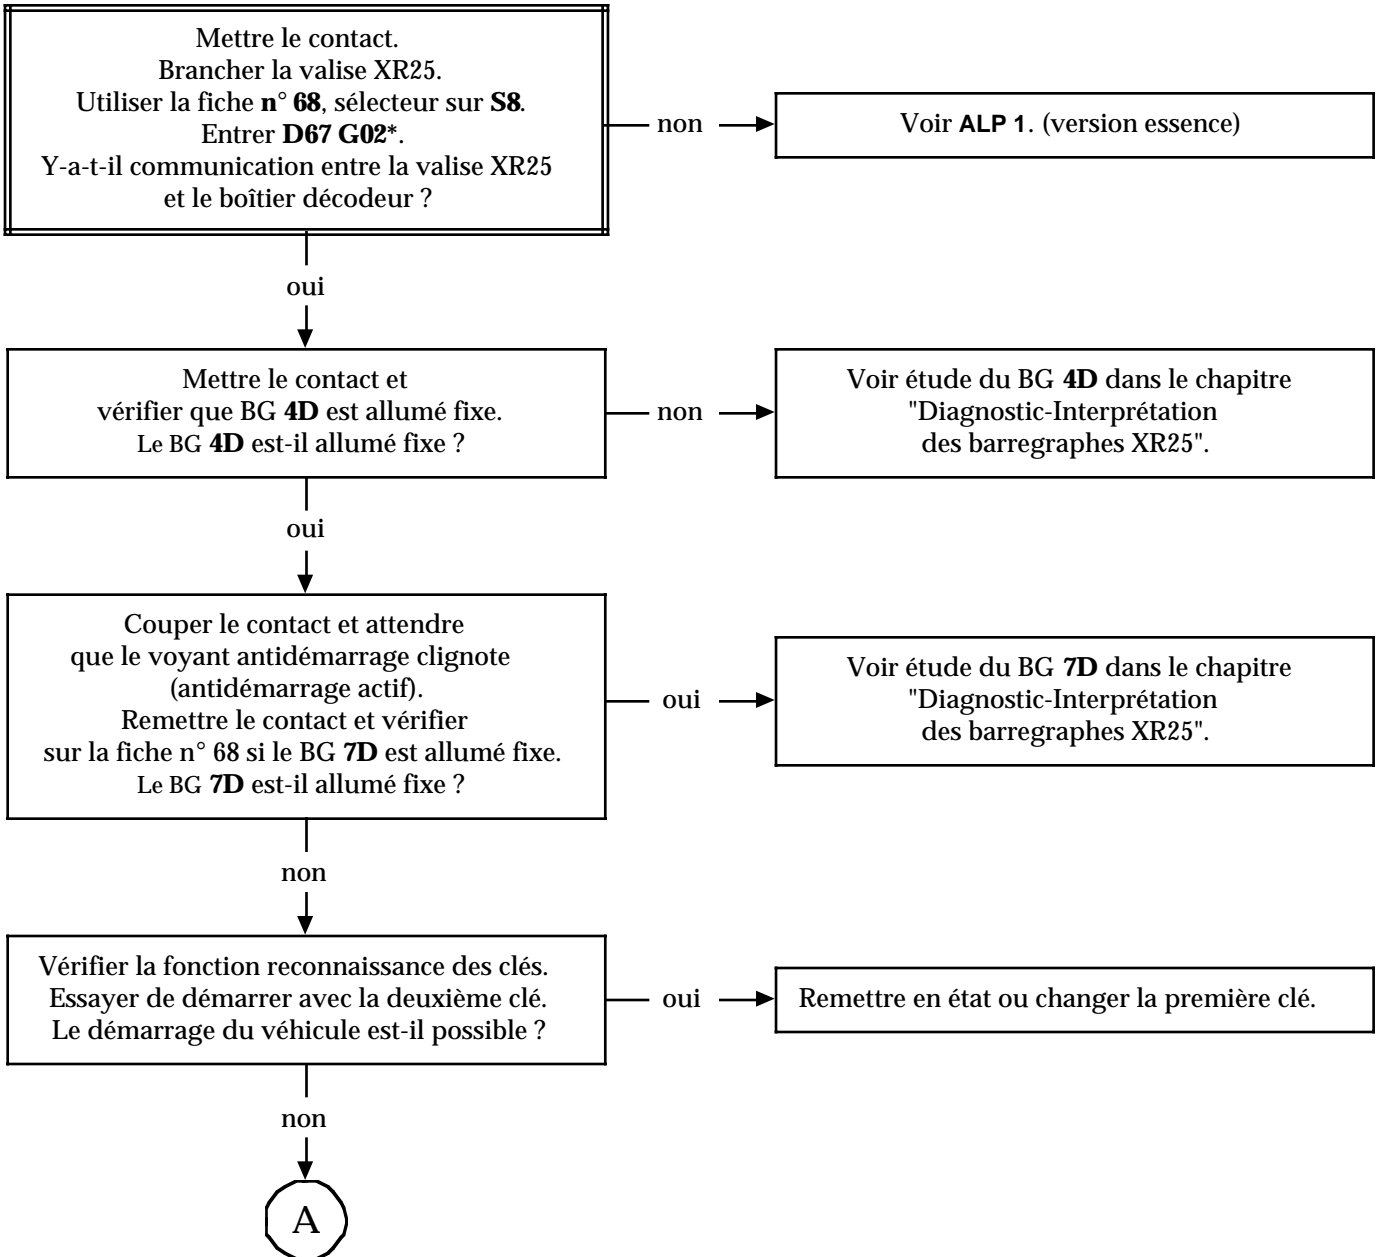 Mettre le contact.
Brancher la valise XR25.
Utiliser la fiche n° 68, sélecteur sur S8.
Entrer D67 G02*.
Y-a-t-il communication entre la valise XR25
et le boîtier décodeur ?
non
Voir ALP 1. (version essence)
oui
Mettre le contact et
vérifier que BG 4D est allumé fixe.
Le BG 4D est-il allumé fixe ?
non
Voir étude du BG 4D dans le chapitre
"Diagnostic-Interprétation
des barregraphes XR25".
oui
Couper le contact et attendre
que le voyant antidémarrage clignote
(antidémarrage actif).
Remettre le contact et vérifier
sur la fiche n° 68 si le BG 7D est allumé fixe.
Le BG 7D est-il allumé fixe ?
oui
Voir étude du BG 7D dans le chapitre
"Diagnostic-Interprétation
des barregraphes XR25".
non
Vérifier la fonction reconnaissance des clés.
Essayer de démarrer avec la deuxième clé.
Le démarrage du véhicule est-il possible ?
oui
Remettre en état ou changer la première clé.
non
A